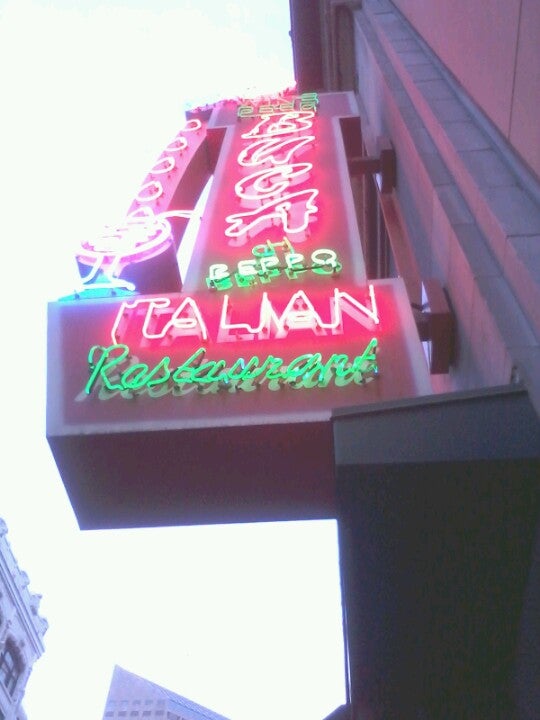 BUCA
di
BEPPO
ITALIAN
Restaurant